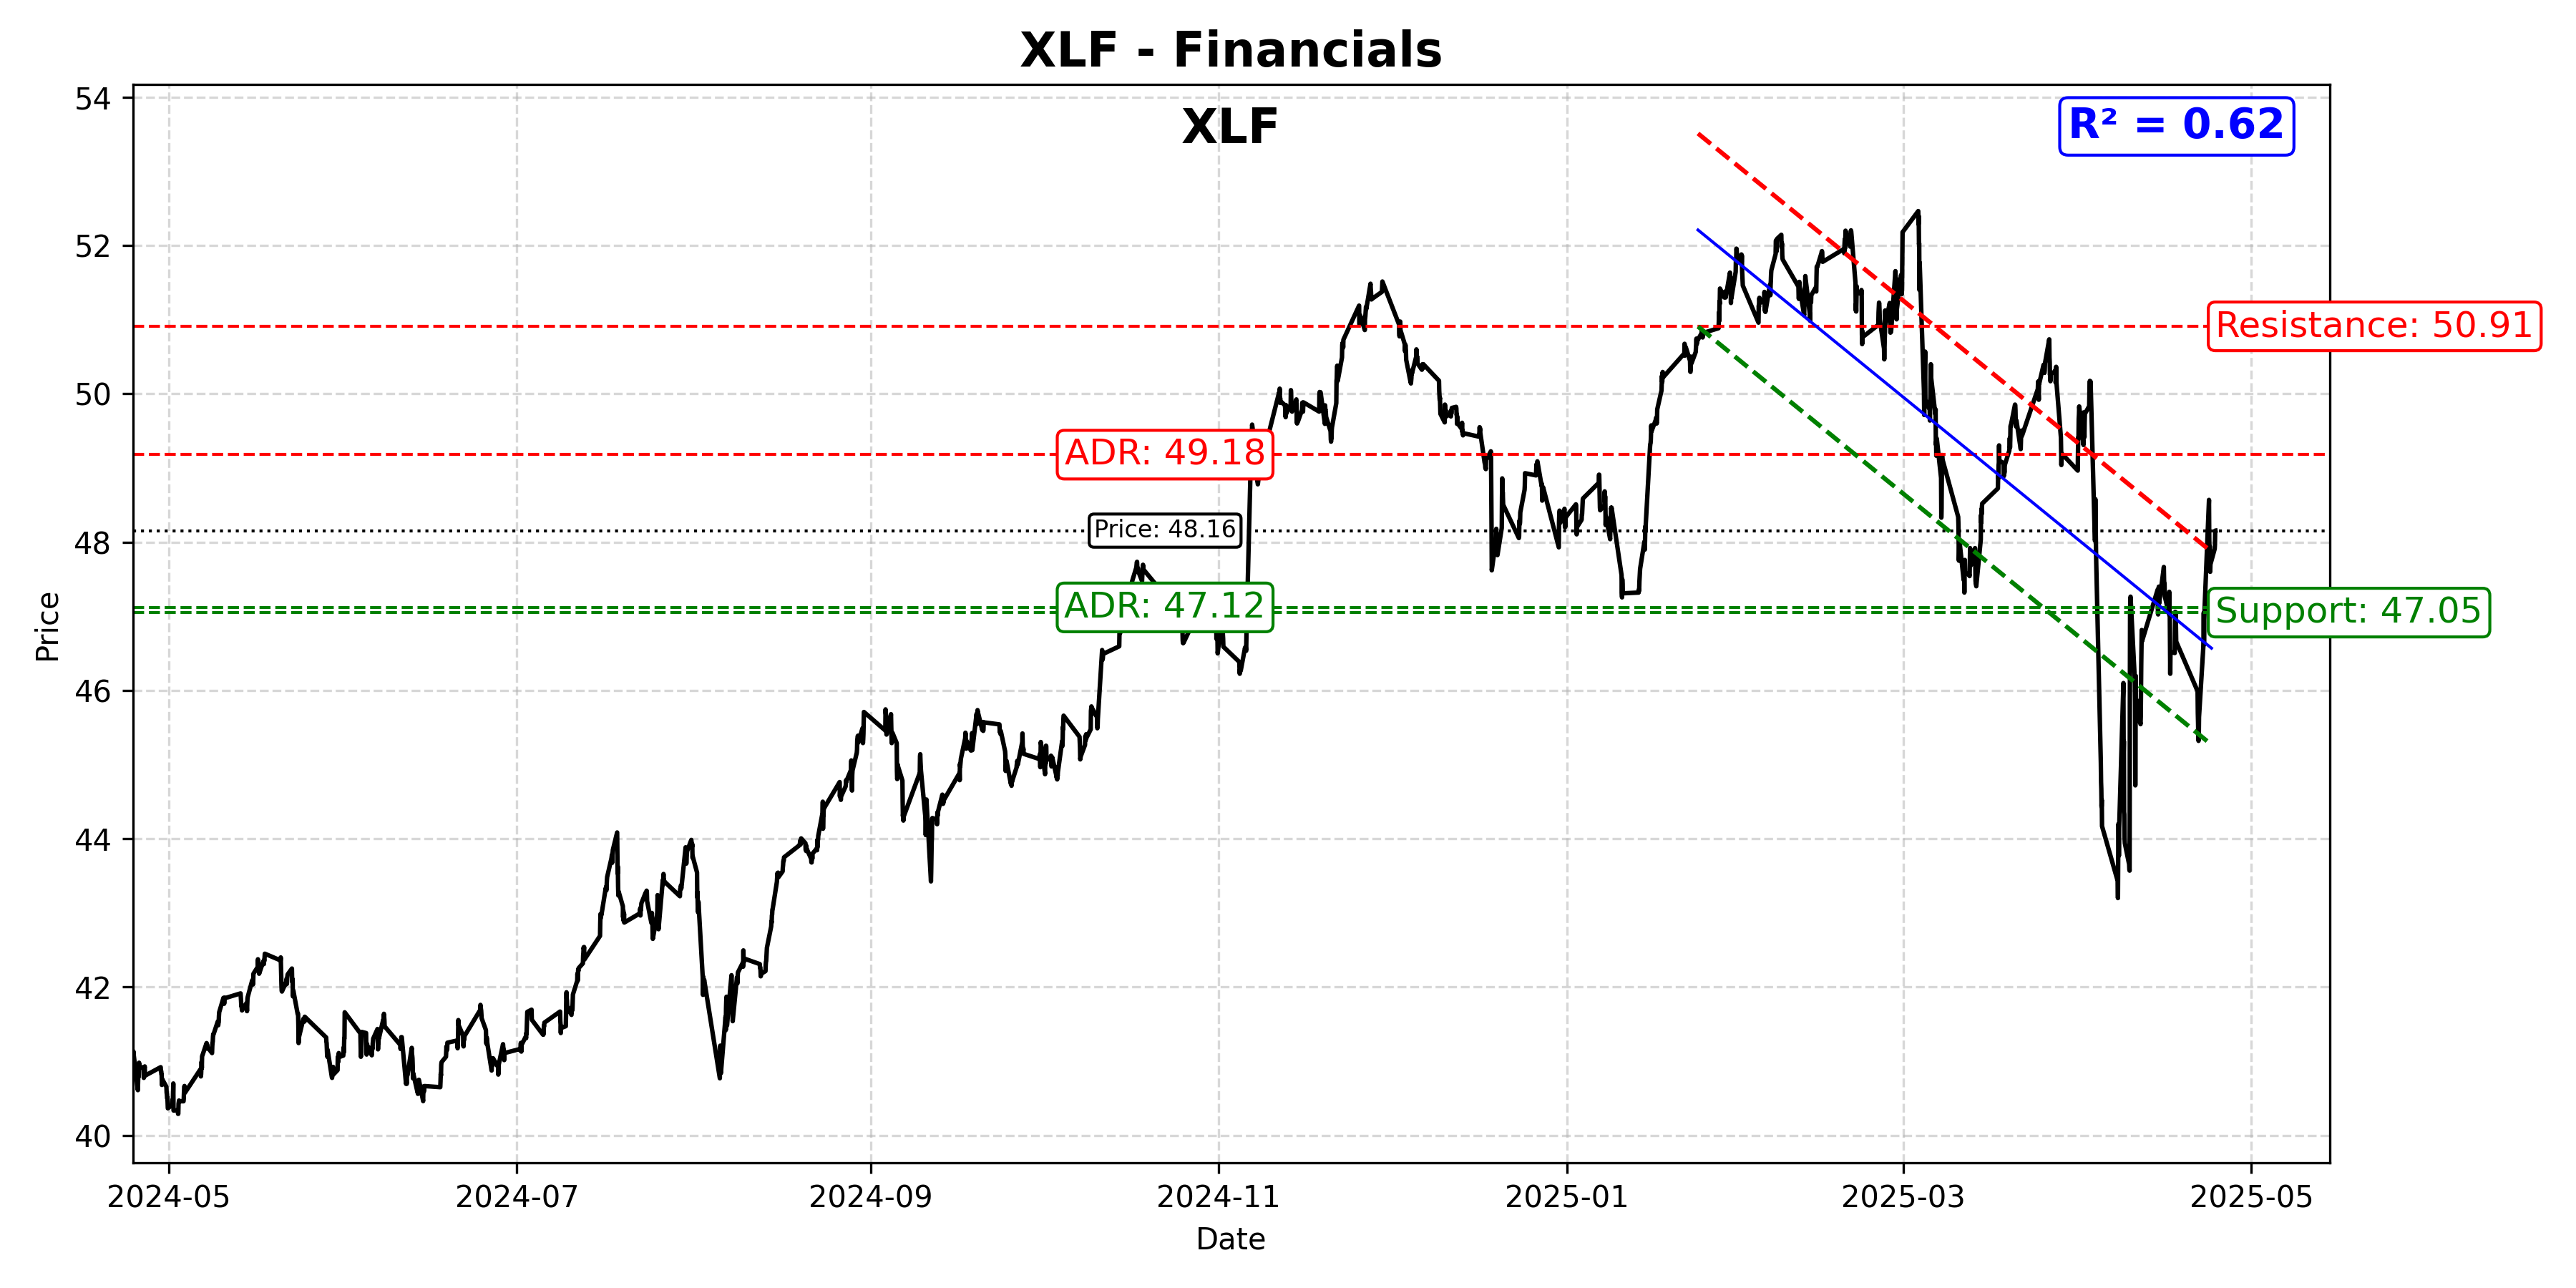 XLF - Financials
XLF
R² = 0.62
54
52
50
48
46
44
42
40
Price
Resistance: 50.91
ADR: 49.18
Price: 48.16
ADR: 47.12
Support: 47.05
2024-05
2024-07
2024-09
2024-11
2025-01
2025-03
2025-05
Date